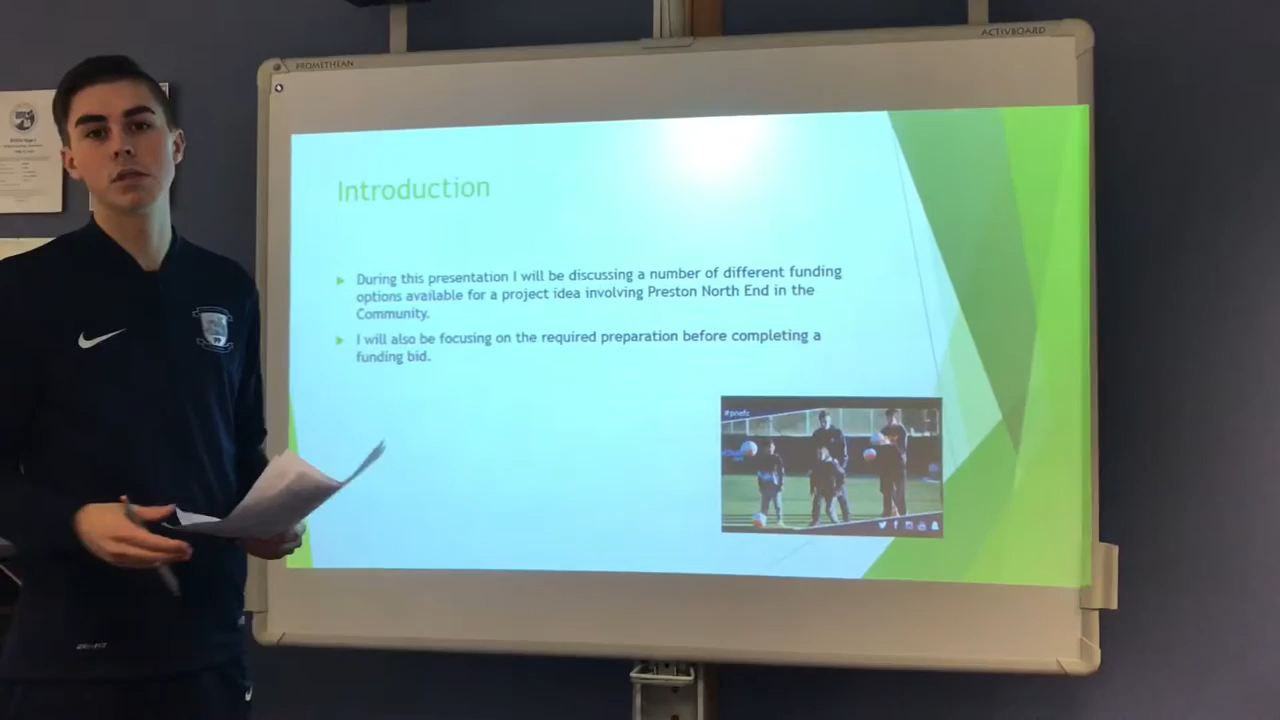 PROMETHEAN
ACTIVBOARD
Introduction
During this presentation I will be discussing a number of different funding
options available for a project idea involving Preston North End in the
Community.
I will also be focusing on the required preparation before completing a
funding bid.
#pnefc
DRI-FIT